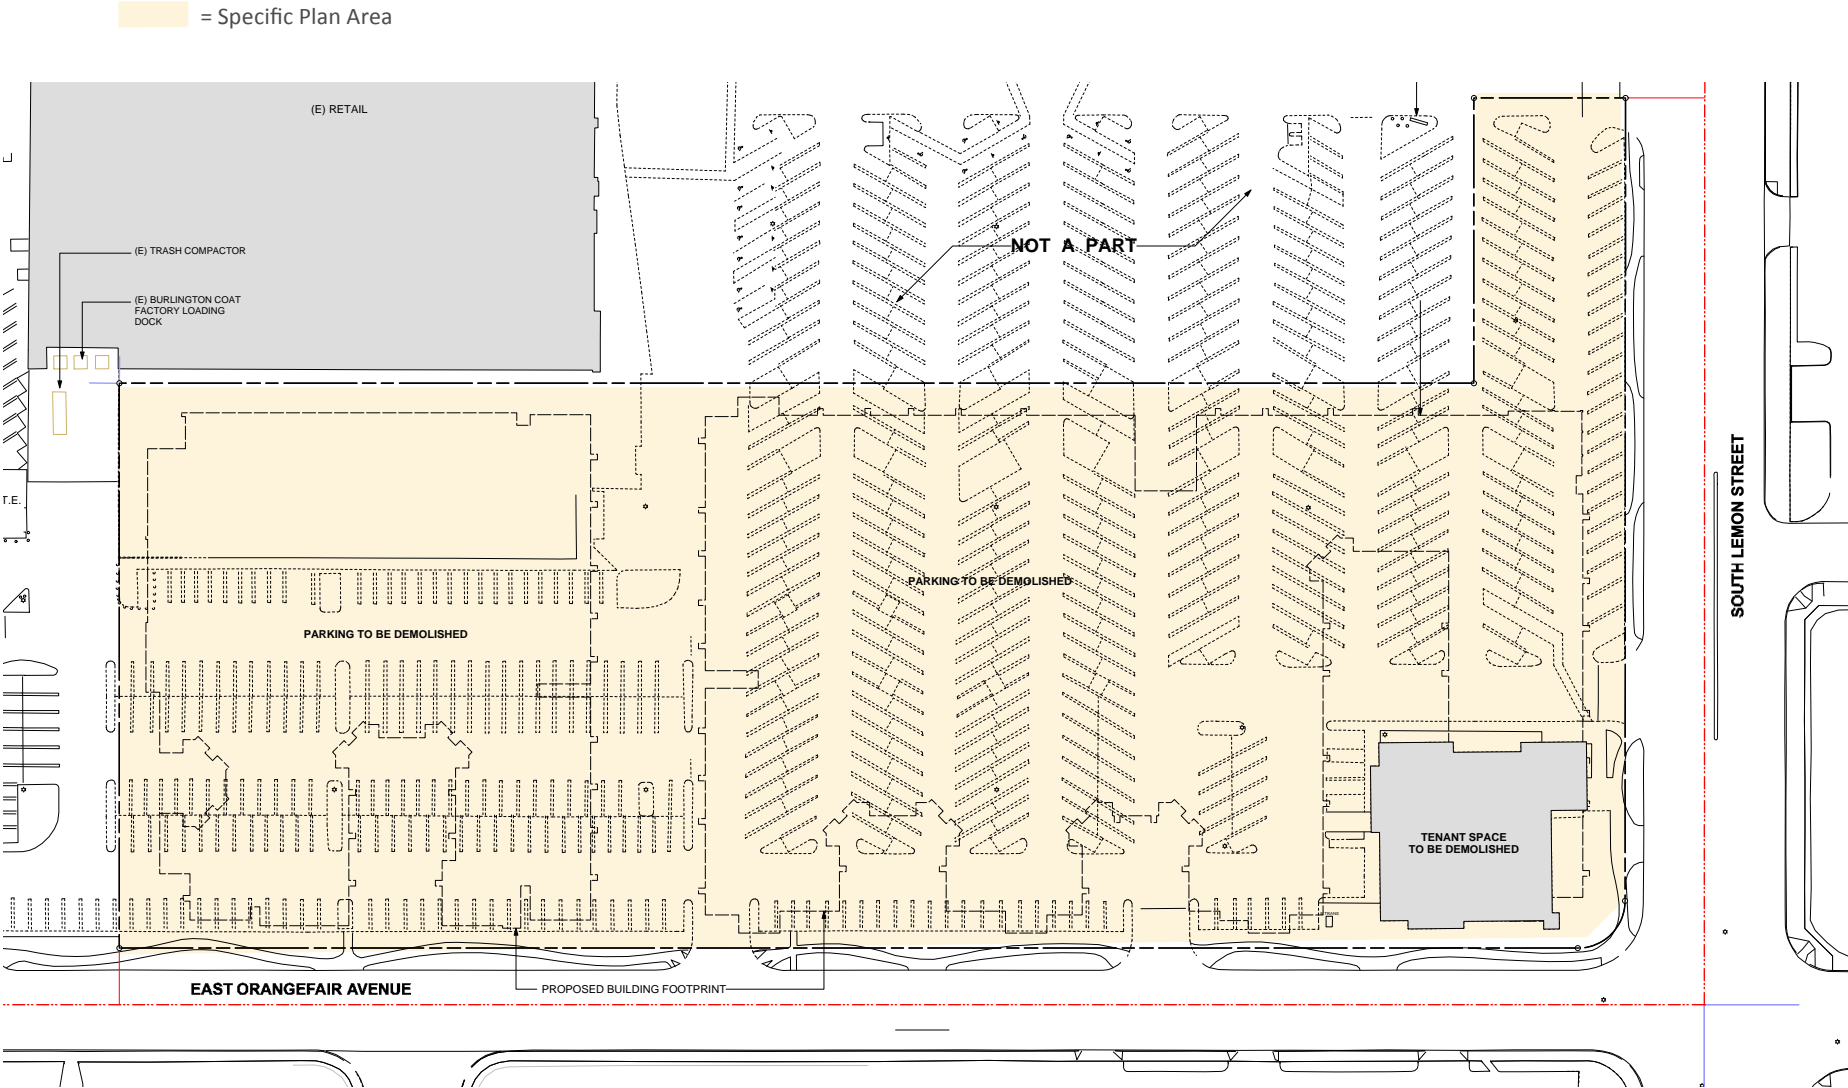 = Specific Plan Area
(E) RETAIL
(E) TRASH COMPACTOR
NOT A PART
(E) BURLINGTON COAT
FACTORY LOADING
DOCK
T.E.
PARKING TO BE DEMOLISHED
PARKING TO BE DEMOLISHED
SOUTH LEMON STREET
TENANT SPACE
TO BE DEMOLISHED
EAST ORANGEFAIR AVENUE
PROPOSED BUILDING FOOTPRINT